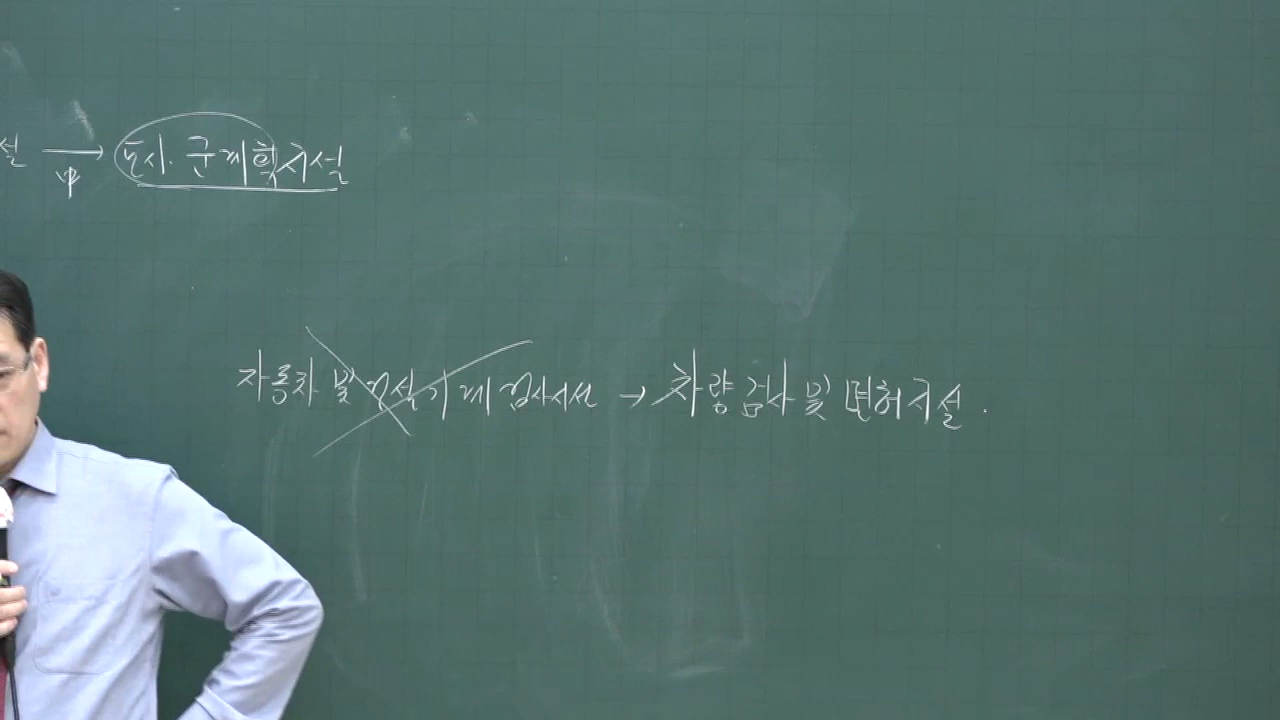 설 → 도시·군계획시설
中
자동차 및 건설기계검사시설 → 차량 검사 및 면허시설.